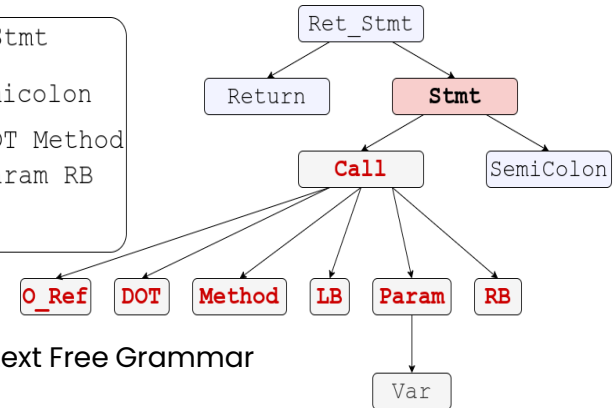 Stmt
icolon
OT Method
ram RB
Ret_Stmt
Return
Stmt
Call
SemiColon
O_Ref
DOT
Method
LB
Param
RB
ext Free Grammar
Var